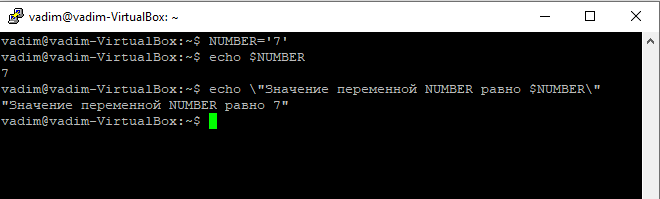 vadim@vadim-VirtualBox: ~
vadim@vadim-VirtualBox:~$ NUMBER='7'
vadim@vadim-VirtualBox:~$ echo $NUMBER
7
vadim@vadim-VirtualBox:~$ echo \"Значение переменной NUMBER равно $NUMBER\"
"Значение переменной NUMBER равно 7"
vadim@vadim-VirtualBox:~$